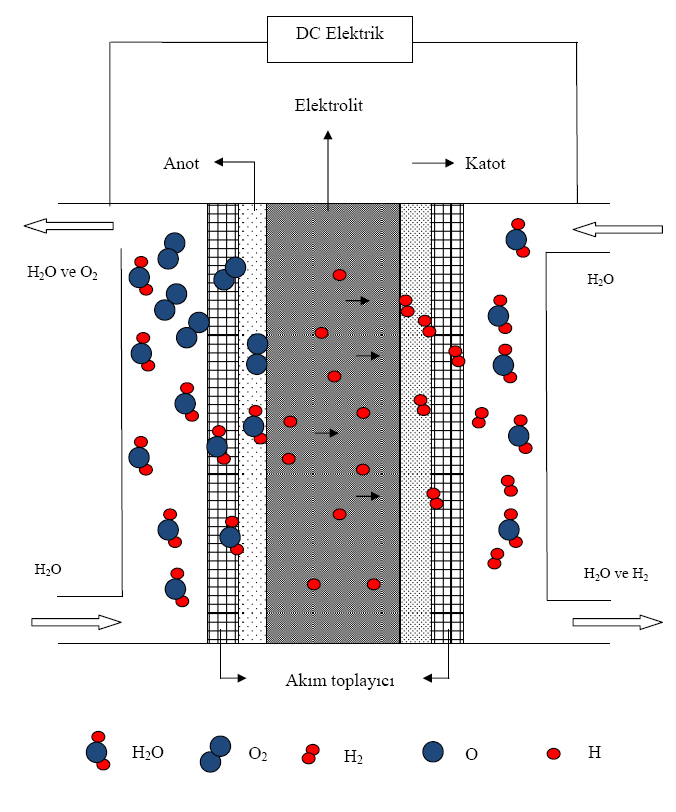 DC Elektrik
Elektrolit
Anot
Katot
H₂O ve O₂
H₂O
H₂O
H₂O ve H₂
Akım toplayıcı
H₂O
O₂
H₂
O
H